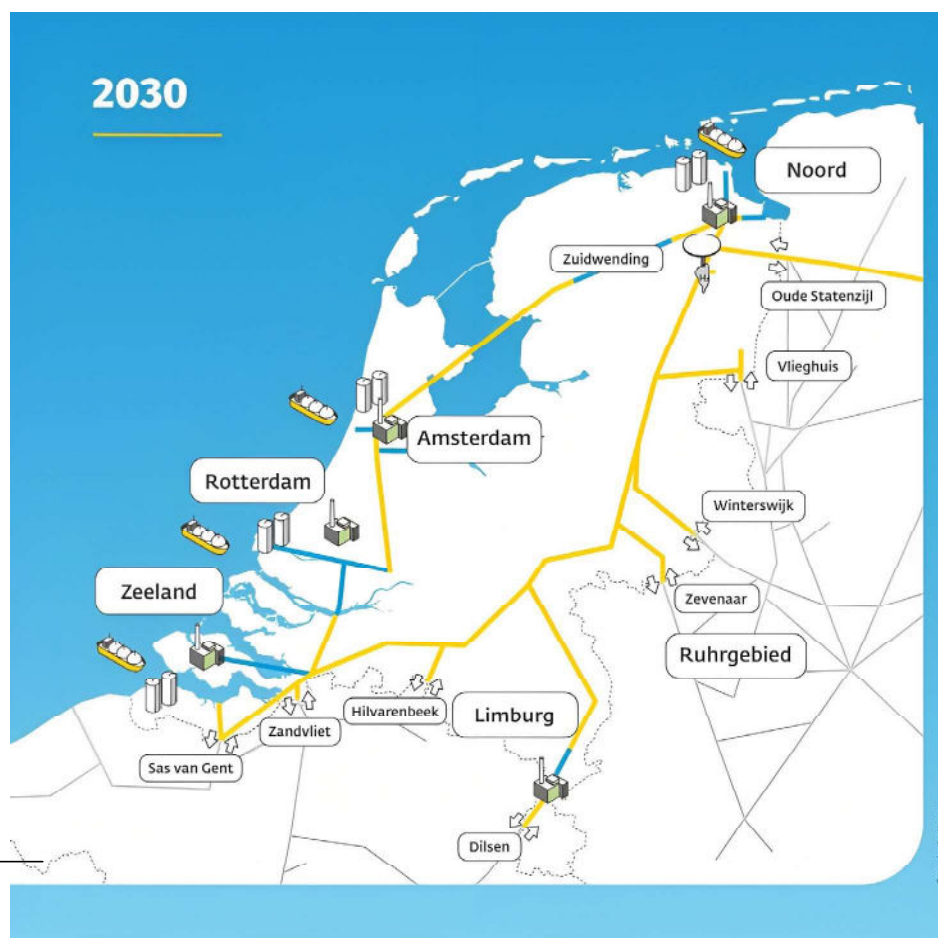 2030
Noord
Zuidwending
Oude Statenzijl
Vlieghuis
Amsterdam
Rotterdam
Winterswijk
Zeeland
Zevenaar
Ruhrgebied
Hilvarenbeek
Limburg
Zandvliet
Sas van Gent
Dilsen